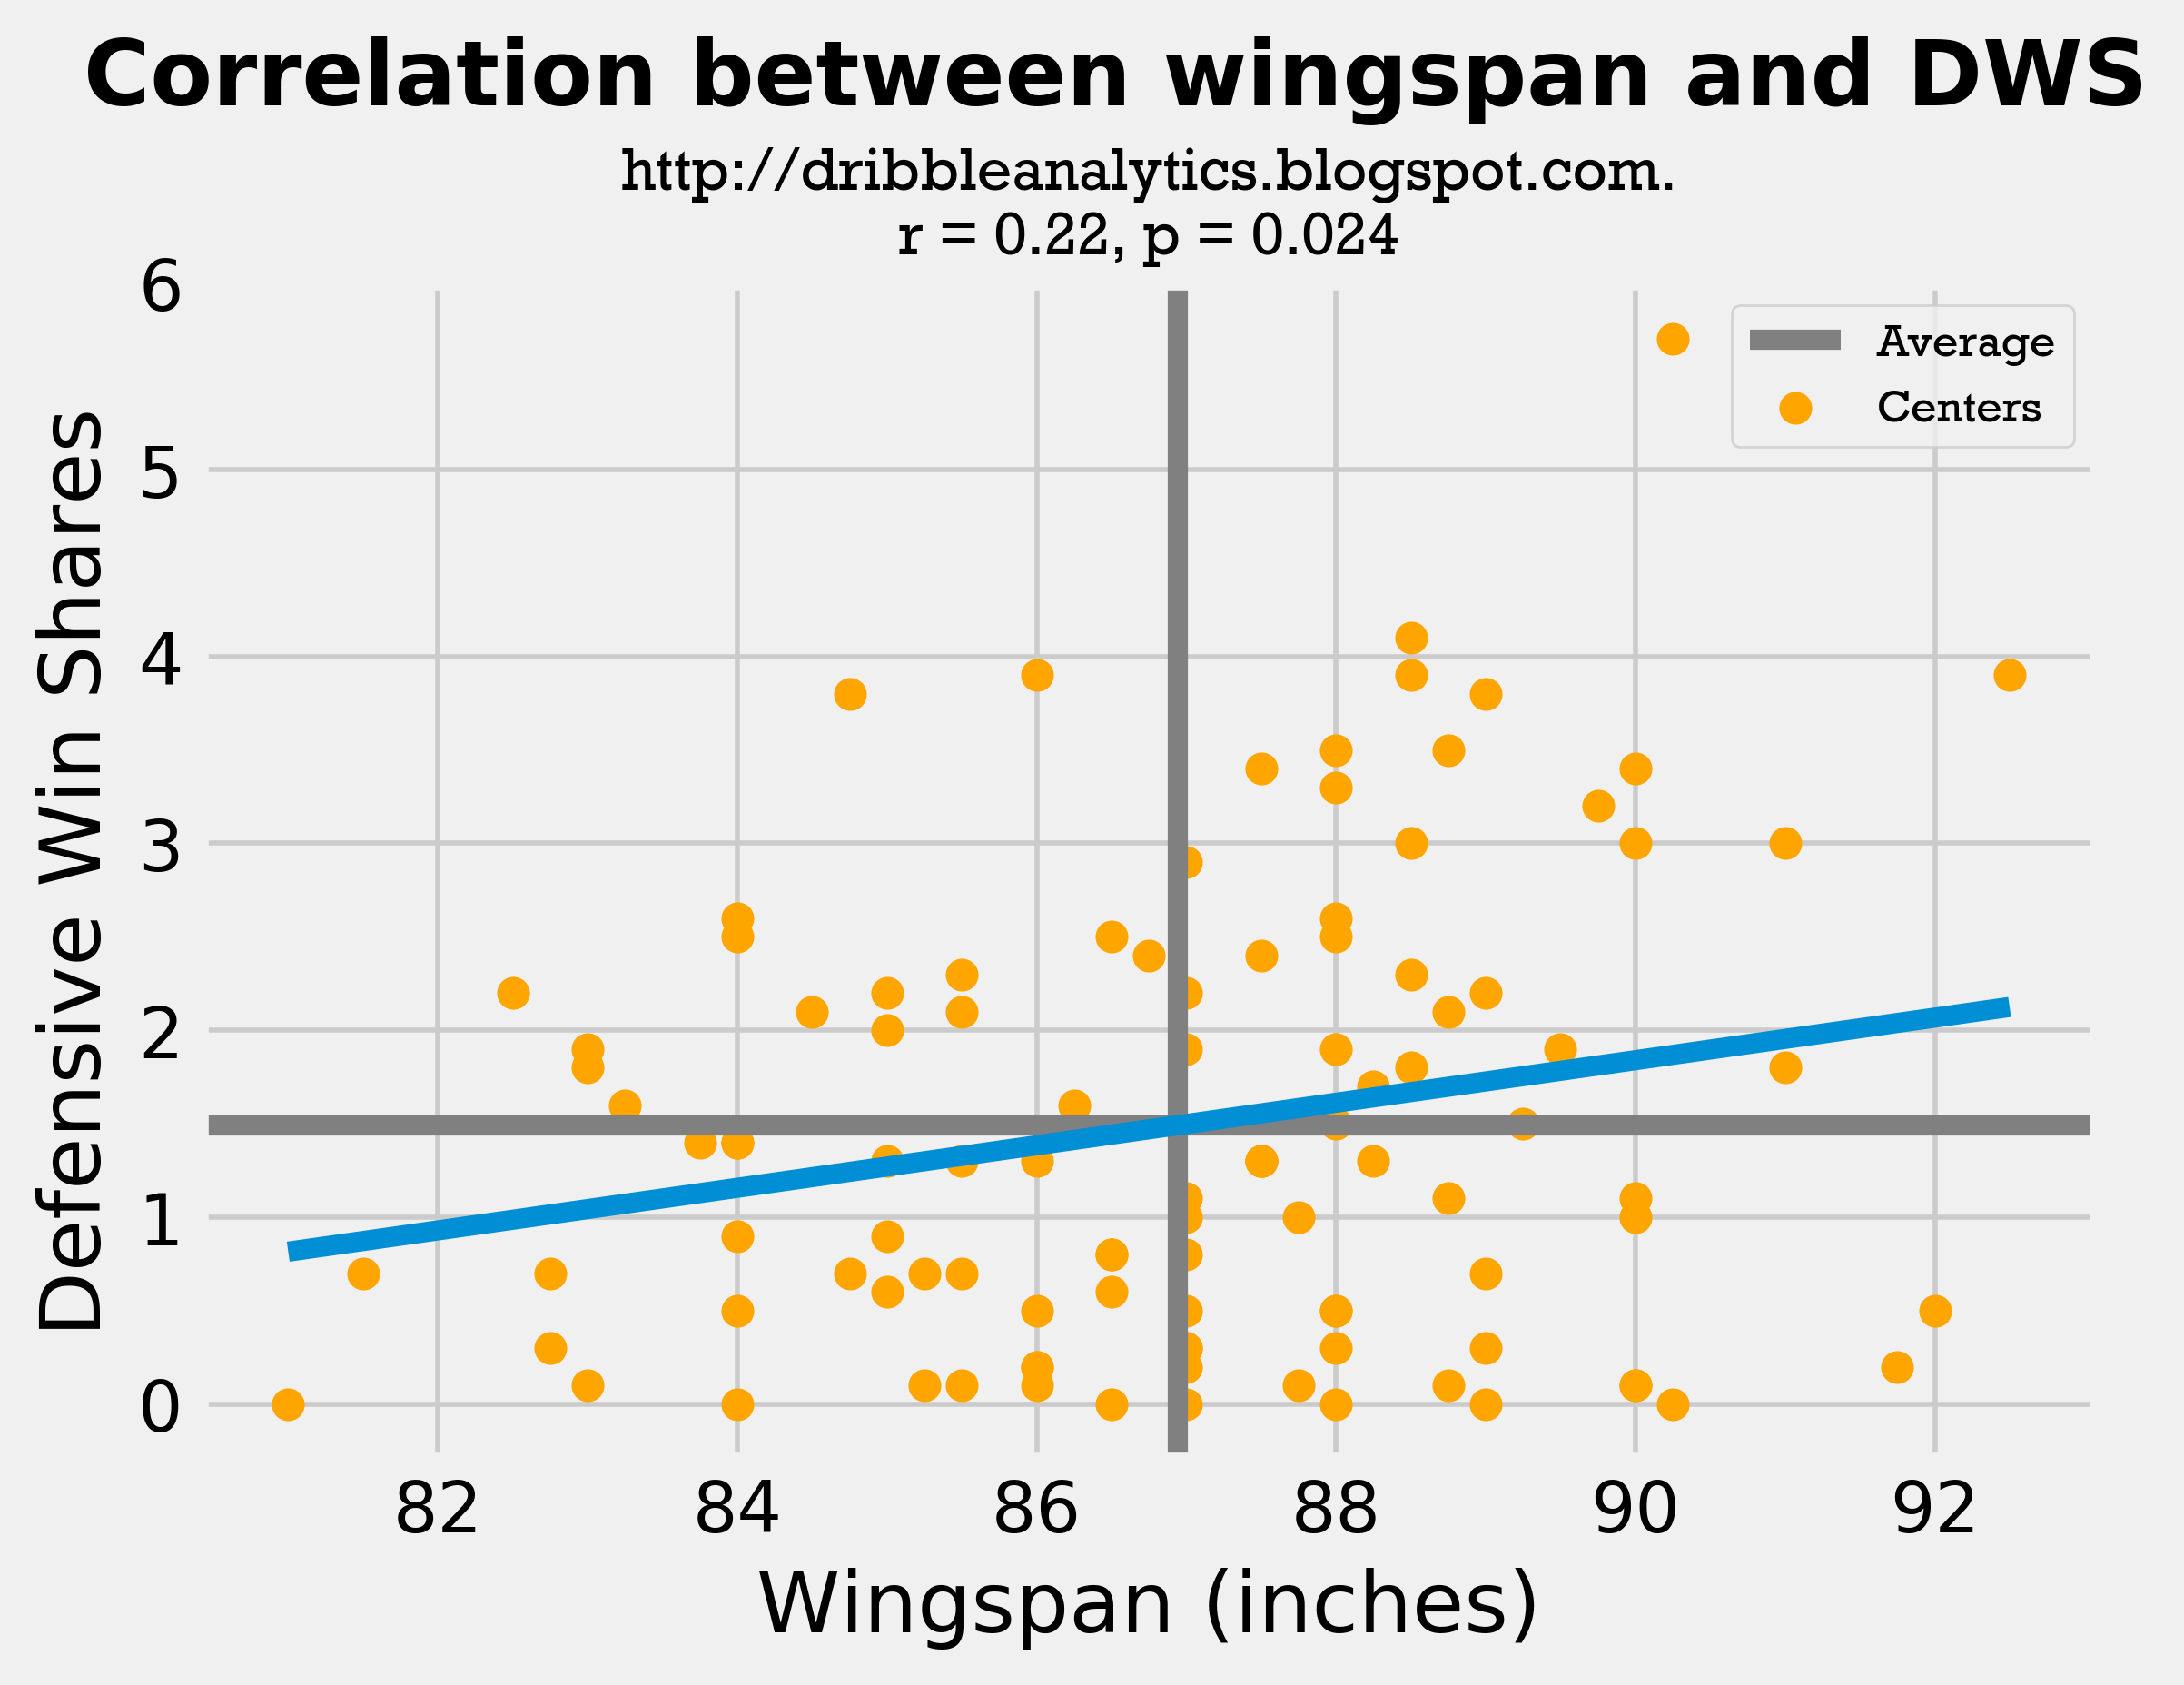 Correlation between wingspan and DWS
http://dribbleanalytics.blogspot.com.
r = 0.22, p = 0.024
Average
Centers
Defensive Win Shares
6
5
4
3
2
1
0
82 84 86 88 90 92
Wingspan (inches)